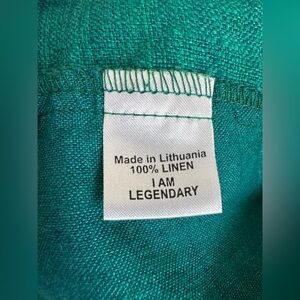 Made in Lithuania
100% LINEN
I AM
LEGENDARY